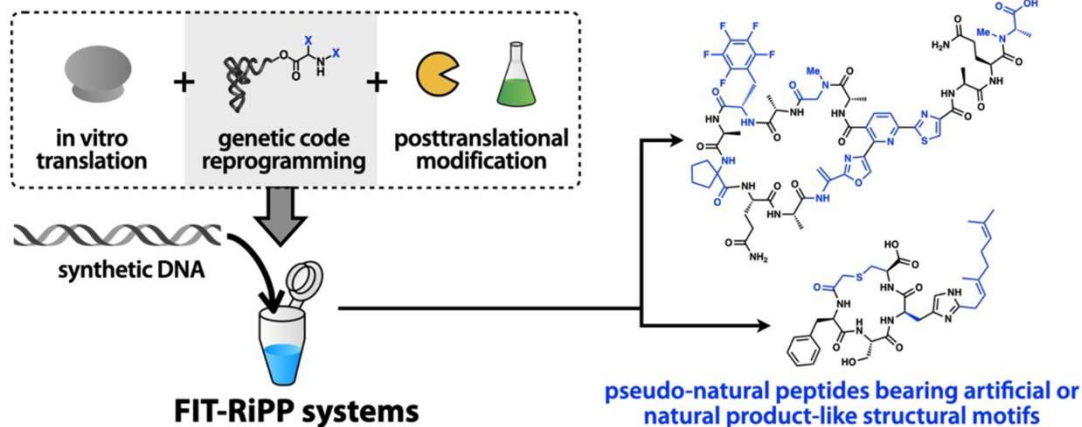 in vitro
translation
+
genetic code
reprogramming
+
posttranslational
modification
synthetic DNA
FIT-RiPP systems
pseudo-natural peptides bearing artificial or
natural product-like structural motifs